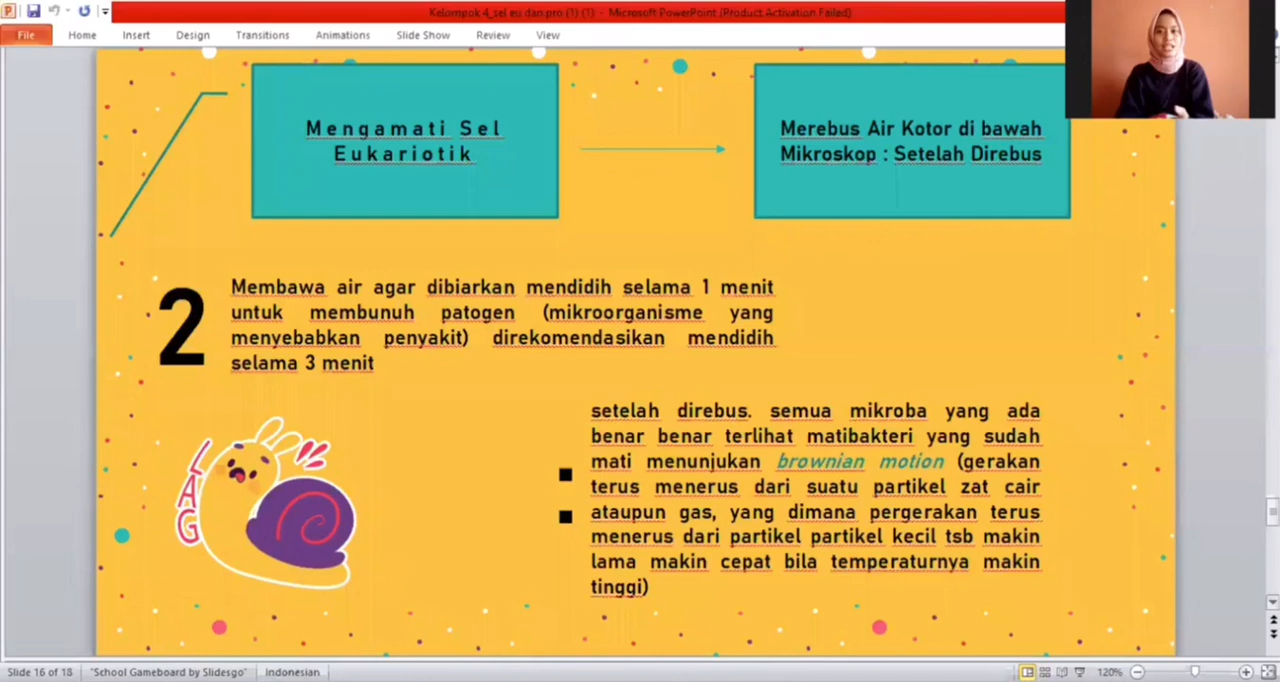 Kelompok 4_sel eu dan pro (1) (1) - Microsoft PowerPoint (Product Activation Failed)
File Home Insert Design Transitions Animations Slide Show Review View
Mengamati Sel
Eukariotik
Merebus Air Kotor di bawah
Mikroskop : Setelah Direbus
2
Membawa air agar dibiarkan mendidih selama 1 menit
untuk membunuh patogen (mikroorganisme yang
menyebabkan penyakit) direkomendasikan mendidih
selama 3 menit
LAG
setelah direbus. semua mikroba yang ada
benar benar terlihat matibakteri yang sudah
mati menunjukan brownian motion (gerakan
terus menerus dari suatu partikel zat cair
ataupun gas, yang dimana pergerakan terus
menerus dari partikel partikel kecil tsb makin
lama makin cepat bila temperaturnya makin
tinggi)
Slide 16 of 18 "School Gameboard by Slidesgo" Indonesian 120%